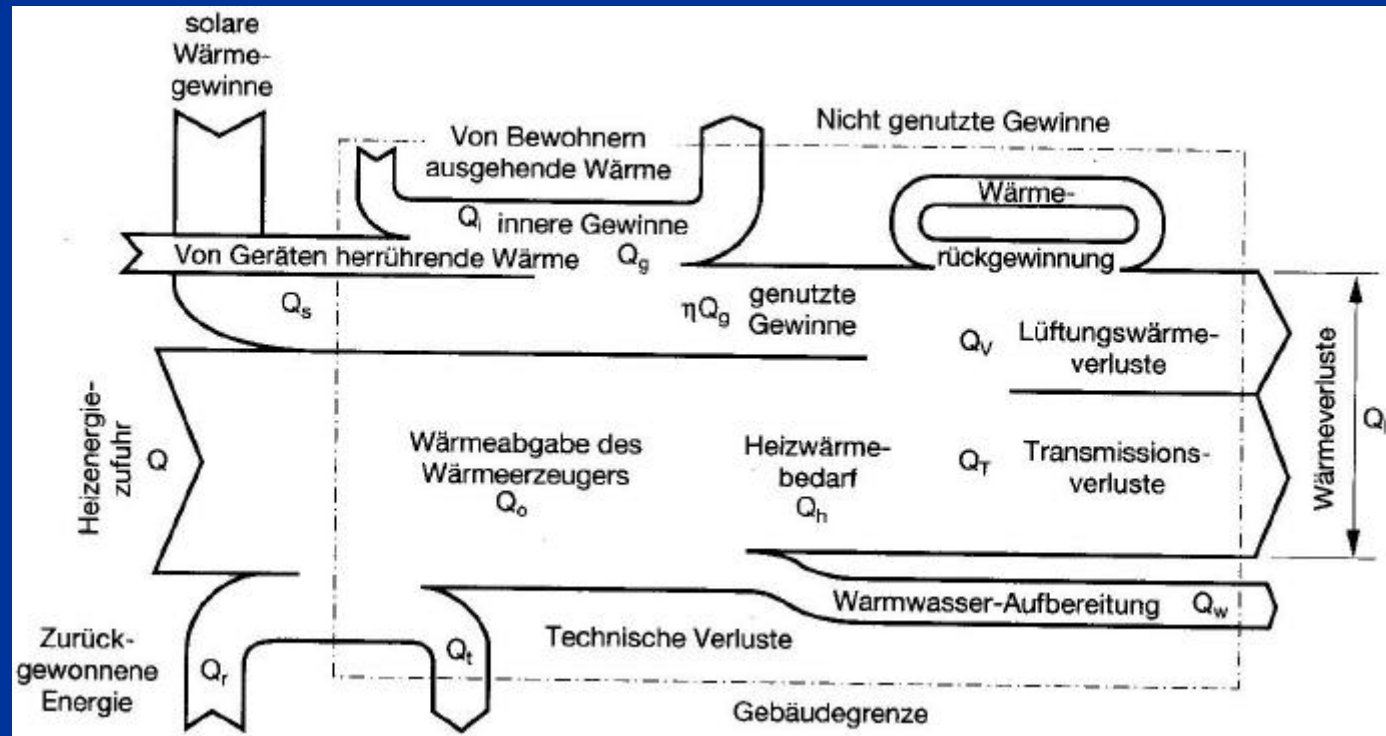 solare
Wärme-
gewinne
Von Bewohnern
ausgehende Wärme
Nicht genutzte Gewinne
Qi innere Gewinne
Wärme-
rückgewinnung
Von Geräten herrührende Wärme
Qg
Qs
ηQg
genutzte
Gewinne
QV
Lüftungswärme-
verluste
Heizenergie-
zufuhr
Q
Wärmeabgabe des
Wärmeerzeugers
Qo
Heizwärme-
bedarf
Qh
QT
Transmissions-
verluste
Wärmeverluste
Ql
Warmwasser-Aufbereitung Qw
Zurück-
gewonnene
Energie
Qr
Qt
Technische Verluste
Gebäudegrenze